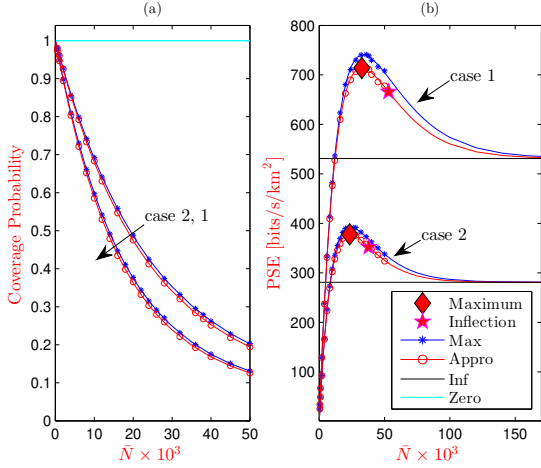 (a)
1
0.9
0.8
0.7
0.6
0.5
0.4
0.3
0.2
0.1
0
Coverage Probability
case 2, 1
0 10 20 30 40 50
N̄ × 10³
(b)
800
700
600
500
400
300
200
100
0
PSE [bits/s/km²]
case 1
case 2
Maximum
Inflection
Max
Appro
Inf
Zero
0 50 100 150
N̄ × 10³